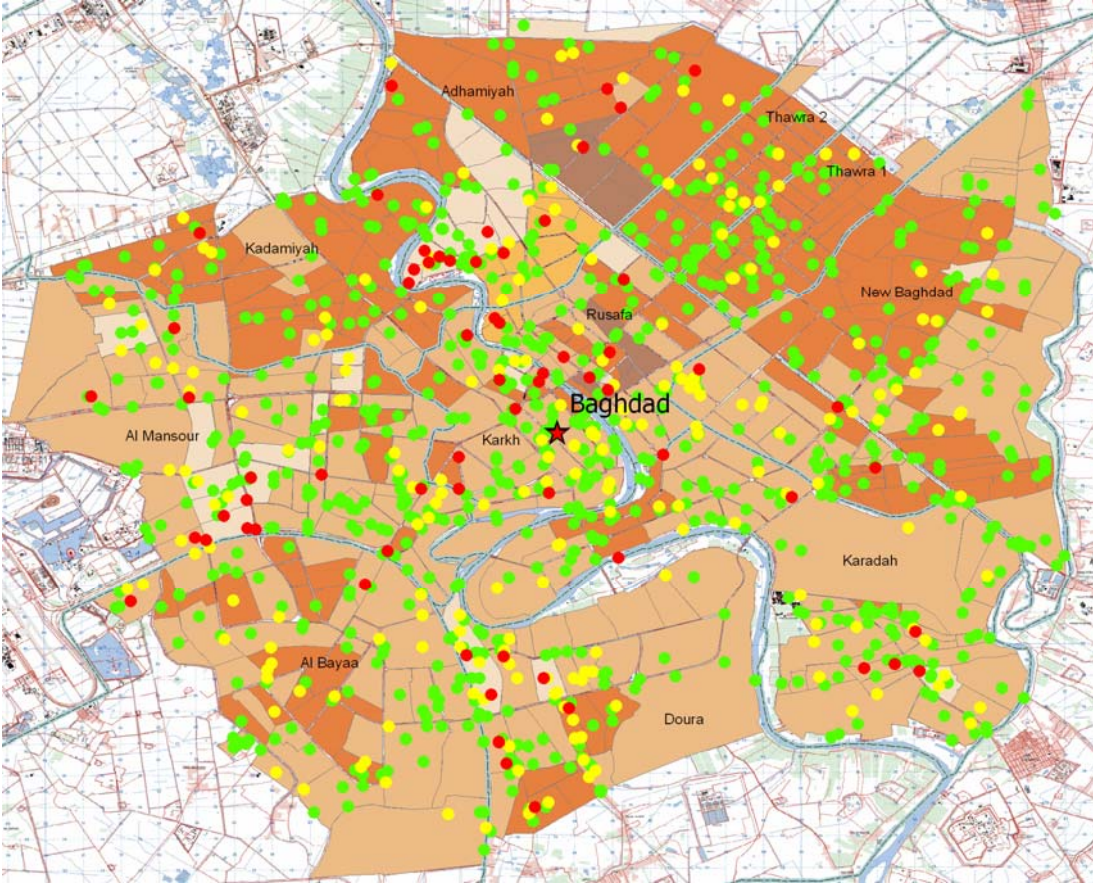 Adhamiyah
Thawra 2
Thawra 1
Kadamiyah
New Baghdad
Rusafa
Baghdad
Al Mansour
Karkh
Karadah
Al Bayaa
Doura